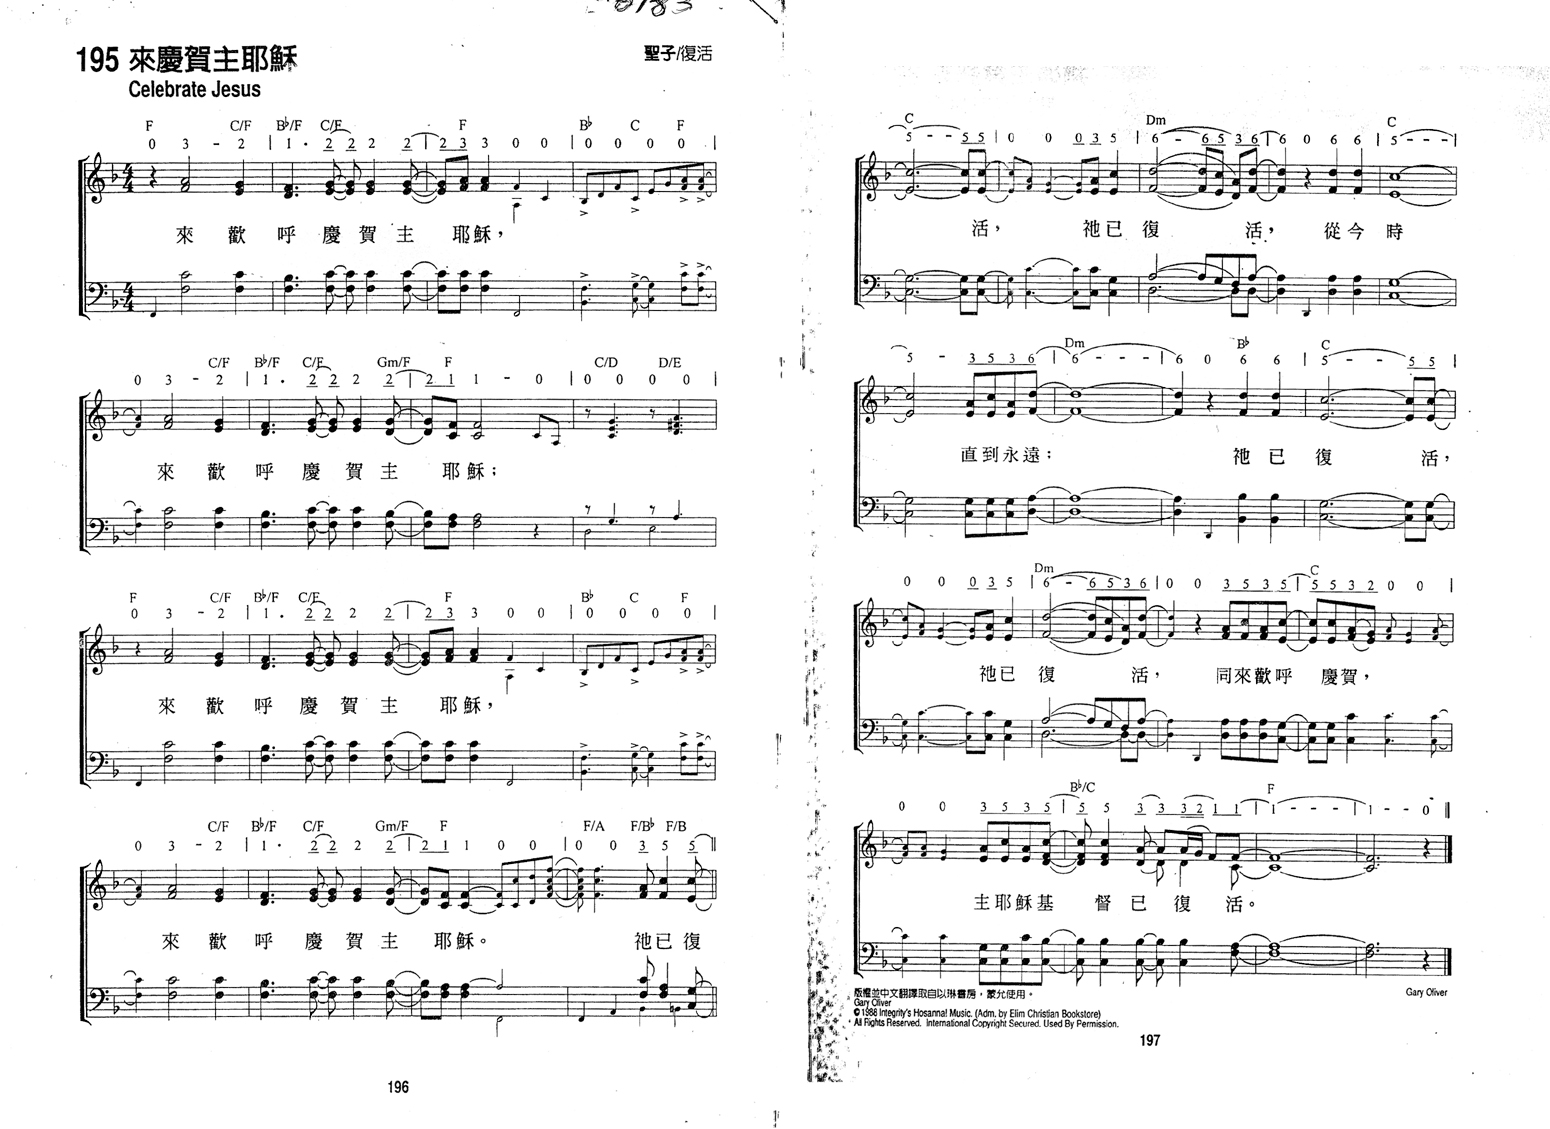 195 來慶賀主耶穌
Celebrate Jesus
聖子/復活
F C/F B♭/F C/F F B♭ C F
0 3 - 2 | 1 · 2 2 2 2 | 2 3 3 0 0 | 0 0 0 0 |
來 歡 呼 慶 賀 主 耶穌，
C/F B♭/F C/F Gm/F F C/D D/E
0 3 - 2 | 1 · 2 2 2 2 | 2 1 1 - 0 | 0 0 0 0 |
來 歡 呼 慶 賀 主 耶 穌；
F C/F B♭/F C/F F B♭ C F
0 3 - 2 | 1 · 2 2 2 2 | 2 3 3 0 0 | 0 0 0 0 |
來 歡 呼 慶 賀 主 耶 穌，
C/F B♭/F C/F Gm/F F F/A F/B♭ F/B
0 3 - 2 | 1 · 2 2 2 2 | 2 1 1 0 0 | 0 0 3 5 5 ||
來 歡 呼 慶 賀 主 耶 穌。 祂已復
196
C Dm C
5 - - 5 5 | 0 0 0 3 5 | 6 - 6 5 3 6 | 6 0 6 6 | 5 - - - |
活， 祂已 復 活， 從 今 時
Dm B♭ C
5 - 3 5 3 6 | 6 - - - | 6 0 6 6 | 5 - - 5 5 |
直到永遠； 祂 已 復 活，
Dm C
0 0 0 3 5 | 6 - 6 5 3 6 | 0 0 3 5 3 5 | 5 5 3 2 0 0 |
祂已 復 活， 同來歡呼 慶賀，
B♭/C F
0 0 3 5 3 5 | 5 5 3 3 3 2 1 1 | 1 - - - | 1 - - 0 ||
主耶穌基 督 已 復 活。
版權並中文翻譯取自以琳書房，蒙允使用。
Gary Oliver
Gary Oliver
© 1988 Integrity's Hosanna! Music. (Adm. by Elim Christian Bookstore)
All Rights Reserved. International Copyright Secured. Used By Permission.
197